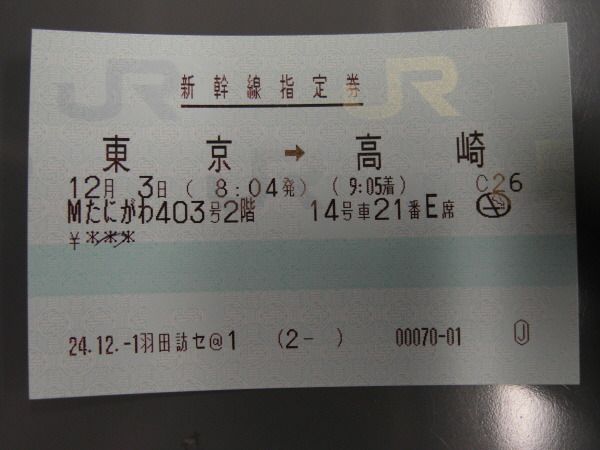 JR JR
新幹線指定券
東京 → 高崎
12月 3日 ( 8:04発) ( 9:05着) C26
Mたにがわ403号2階 14号車21番E席
¥ ***
24.12.-1羽田訪セ@1 (2- ) 00070-01 Ⓙ